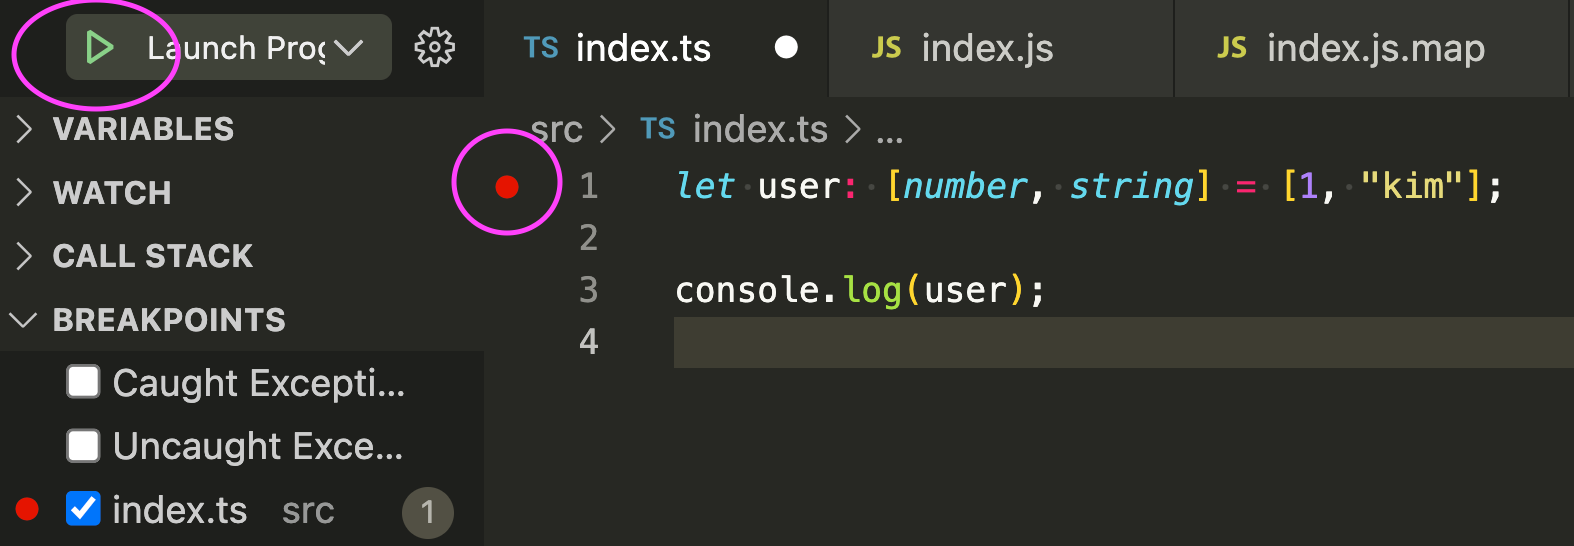 Launch Prog
TS index.ts
JS index.js
JS index.js.map
VARIABLES
WATCH
CALL STACK
BREAKPOINTS
Caught Excepti...
Uncaught Exce...
index.ts src 1
src > TS index.ts > ...
1 let user: [number, string] = [1, "kim"];
2
3 console.log(user);
4